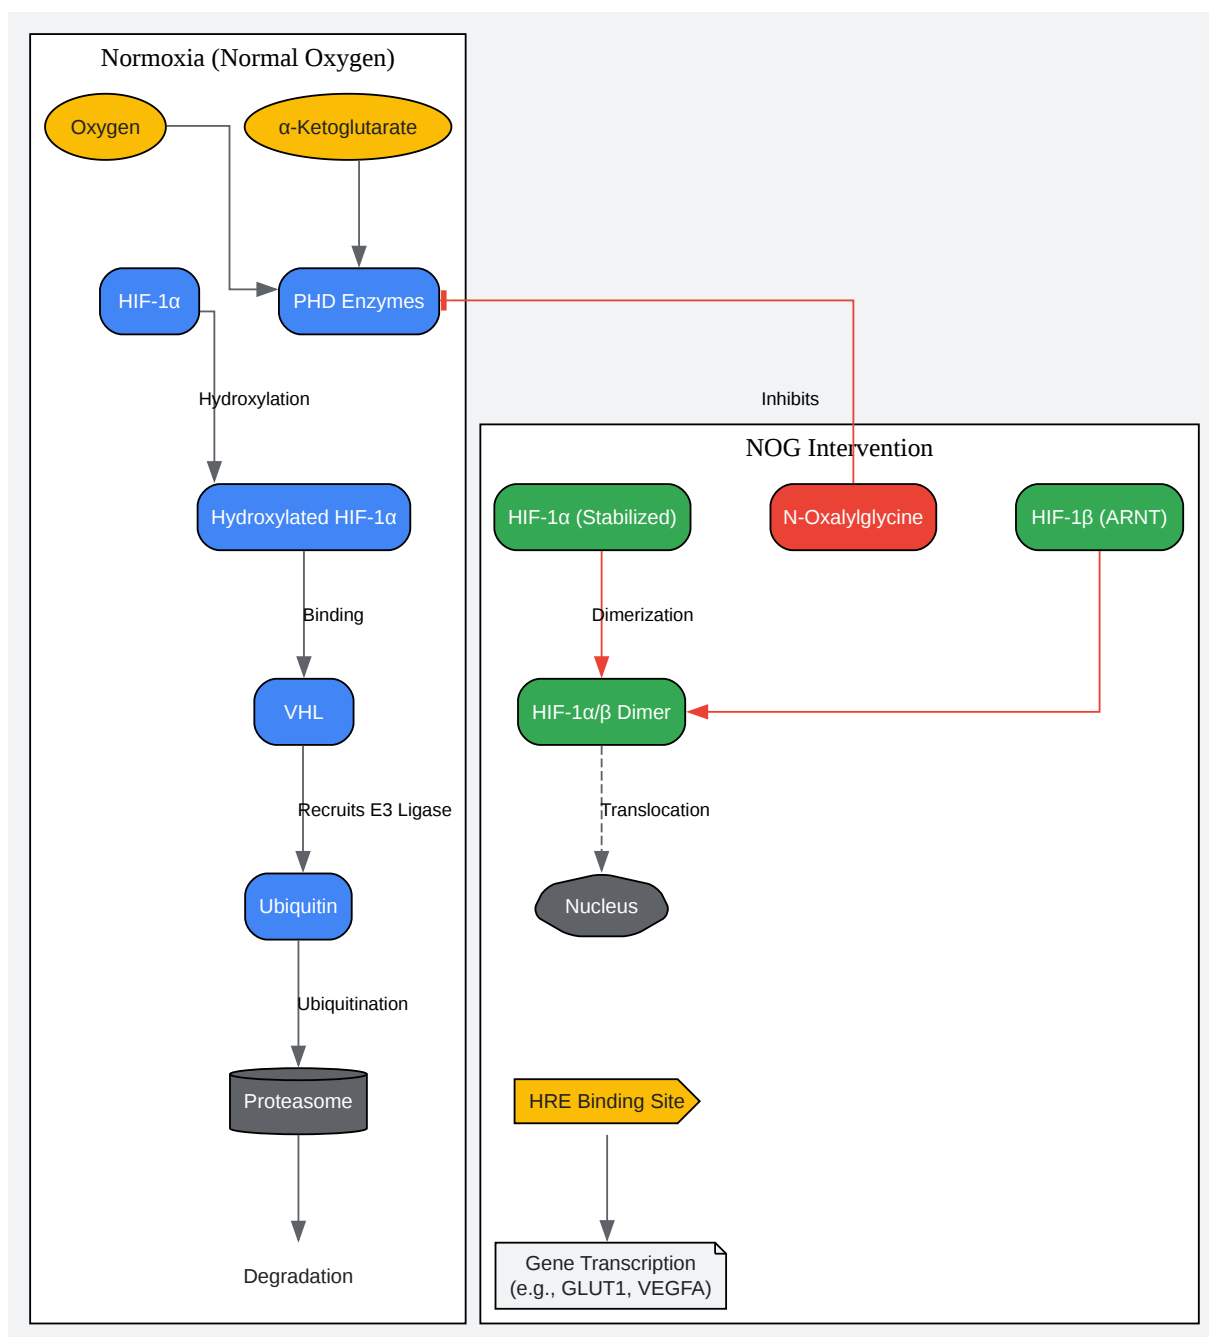 Normoxia (Normal Oxygen)
Oxygen
α-Ketoglutarate
HIF-1α
PHD Enzymes
Hydroxylation
Inhibits
NOG Intervention
Hydroxylated HIF-1α
HIF-1α (Stabilized)
N-Oxalylglycine
HIF-1β (ARNT)
Binding
Dimerization
VHL
HIF-1α/β Dimer
Recruits E3 Ligase
Translocation
Ubiquitin
Nucleus
Ubiquitination
Proteasome
HRE Binding Site
Degradation
Gene Transcription
(e.g., GLUT1, VEGFA)